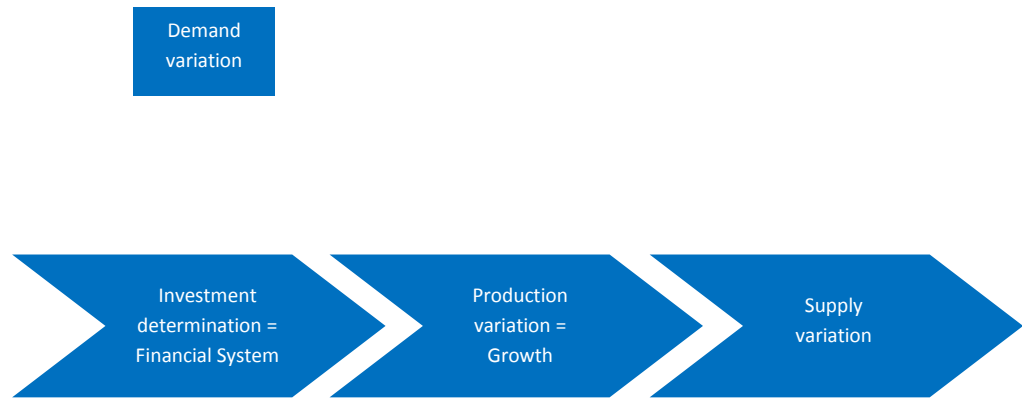 Demand
variation
Investment
determination =
Financial System
Production
variation =
Growth
Supply
variation